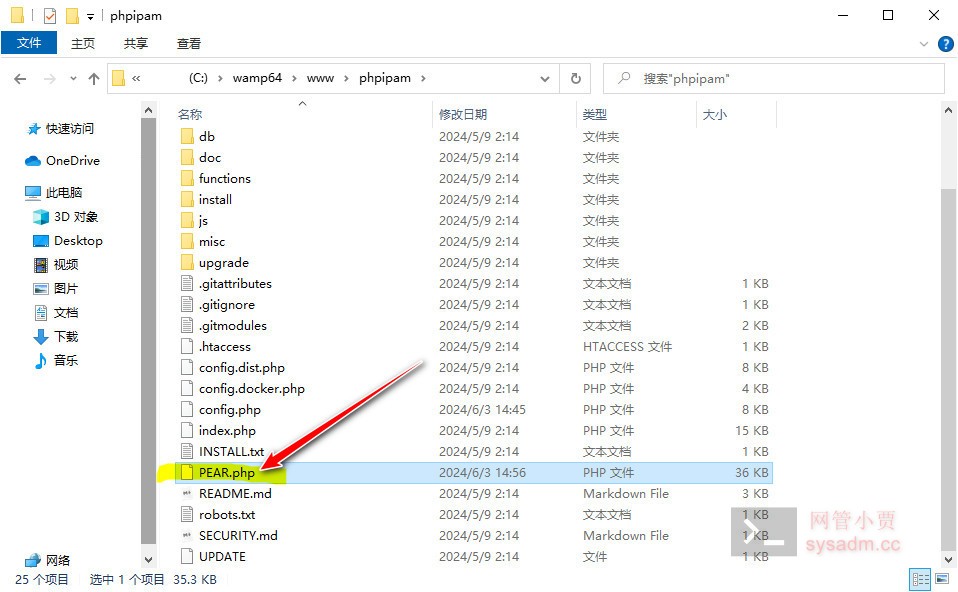 phpipam
文件 主页 共享 查看 ?
« (C:) › wamp64 › www › phpipam › 搜索"phpipam"
名称 修改日期 类型 大小
快速访问
OneDrive
此电脑
3D 对象
Desktop
视频
图片
文档
下载
音乐
网络
db 2024/5/9 2:14 文件夹
doc 2024/5/9 2:14 文件夹
functions 2024/5/9 2:14 文件夹
install 2024/5/9 2:14 文件夹
js 2024/5/9 2:14 文件夹
misc 2024/5/9 2:14 文件夹
upgrade 2024/5/9 2:14 文件夹
.gitattributes 2024/5/9 2:14 文本文档 1 KB
.gitignore 2024/5/9 2:14 文本文档 1 KB
.gitmodules 2024/5/9 2:14 文本文档 2 KB
.htaccess 2024/5/9 2:14 HTACCESS 文件 1 KB
config.dist.php 2024/5/9 2:14 PHP 文件 8 KB
config.docker.php 2024/5/9 2:14 PHP 文件 4 KB
config.php 2024/6/3 14:45 PHP 文件 8 KB
index.php 2024/5/9 2:14 PHP 文件 15 KB
INSTALL.txt 2024/5/9 2:14 文本文档 1 KB
PEAR.php 2024/6/3 14:56 PHP 文件 36 KB
README.md 2024/5/9 2:14 Markdown File 3 KB
robots.txt 2024/5/9 2:14 文本文档 1 KB
SECURITY.md 2024/5/9 2:14 Markdown File 1 KB
UPDATE 2024/5/9 2:14 文件 1 KB
网管小贾
sysadm.cc
25 个项目 选中 1 个项目 35.3 KB